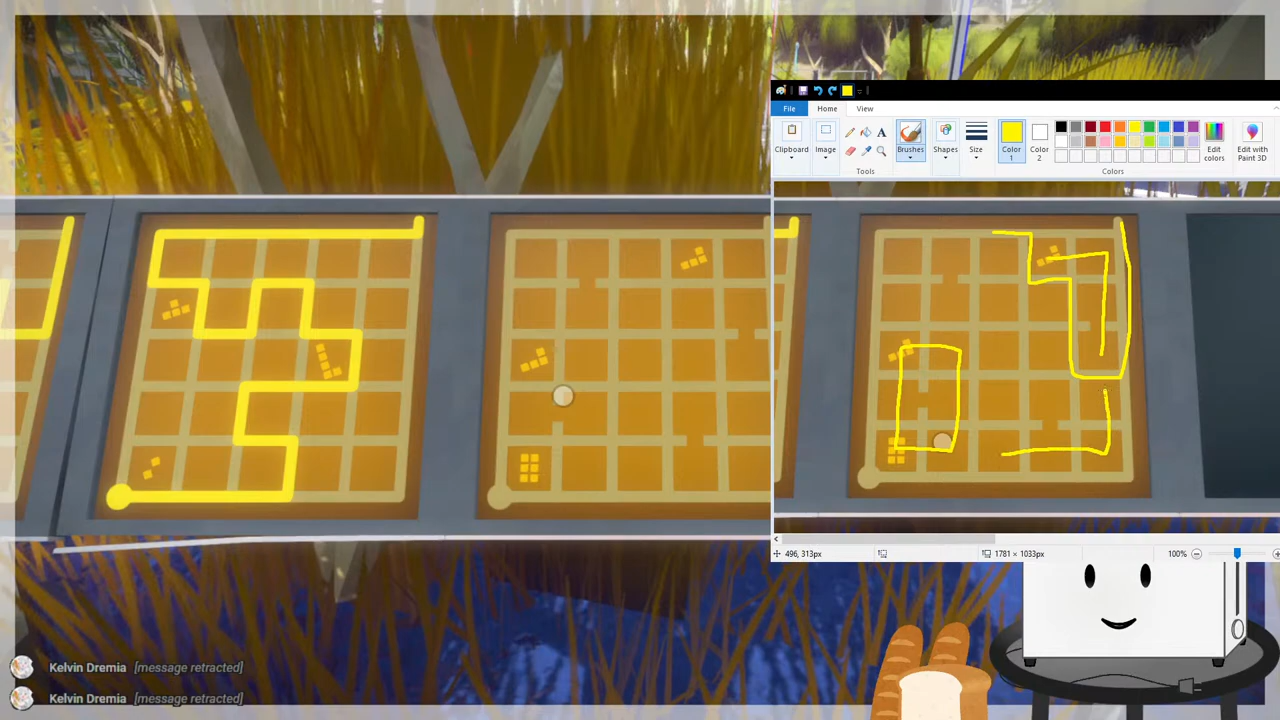 File Home View
Clipboard
Image
Tools
Brushes
Shapes
Size
Color 1
Color 2
Edit colors
Colors
Edit with Paint 3D
A
496, 313px
1781 × 1033px
100%
Kelvin Dremia [message retracted]
Kelvin Dremia [message retracted]